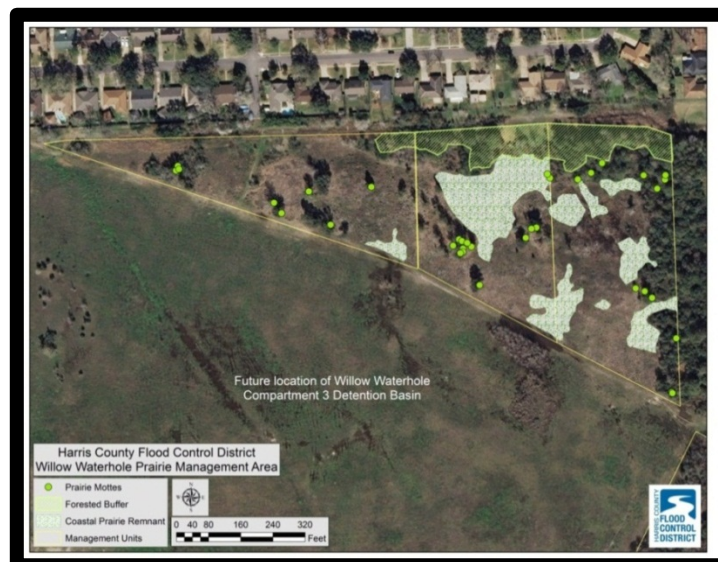 Future location of Willow Waterhole
Compartment 3 Detention Basin
Harris County Flood Control District
Willow Waterhole Prairie Management Area
Prairie Mottes
Forested Buffer
Coastal Prairie Remnant
Management Units
N
W E
S
0 40 80 160 240 320
Feet
HARRIS COUNTY
FLOOD
CONTROL
DISTRICT